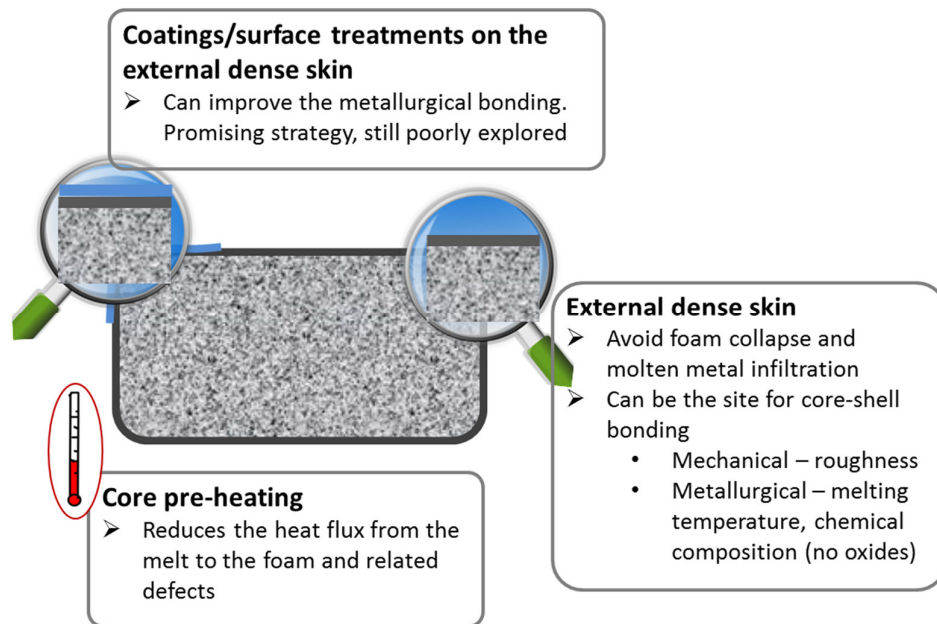 Coatings/surface treatments on the
external dense skin
➢ Can improve the metallurgical bonding.
Promising strategy, still poorly explored
External dense skin
➢ Avoid foam collapse and
molten metal infiltration
➢ Can be the site for core-shell
bonding
• Mechanical – roughness
• Metallurgical – melting
temperature, chemical
composition (no oxides)
Core pre-heating
➢ Reduces the heat flux from the
melt to the foam and related
defects